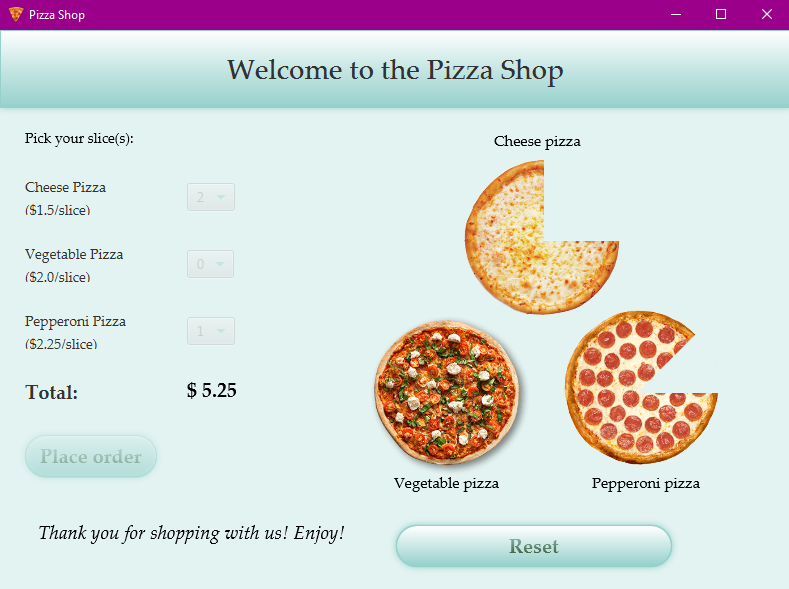 Pizza Shop
Welcome to the Pizza Shop
Pick your slice(s):
Cheese Pizza
($1.5/slice)
2
Vegetable Pizza
($2.0/slice)
0
Pepperoni Pizza
($2.25/slice)
1
Total:
$ 5.25
Place order
Thank you for shopping with us! Enjoy!
Cheese pizza
Vegetable pizza
Pepperoni pizza
Reset